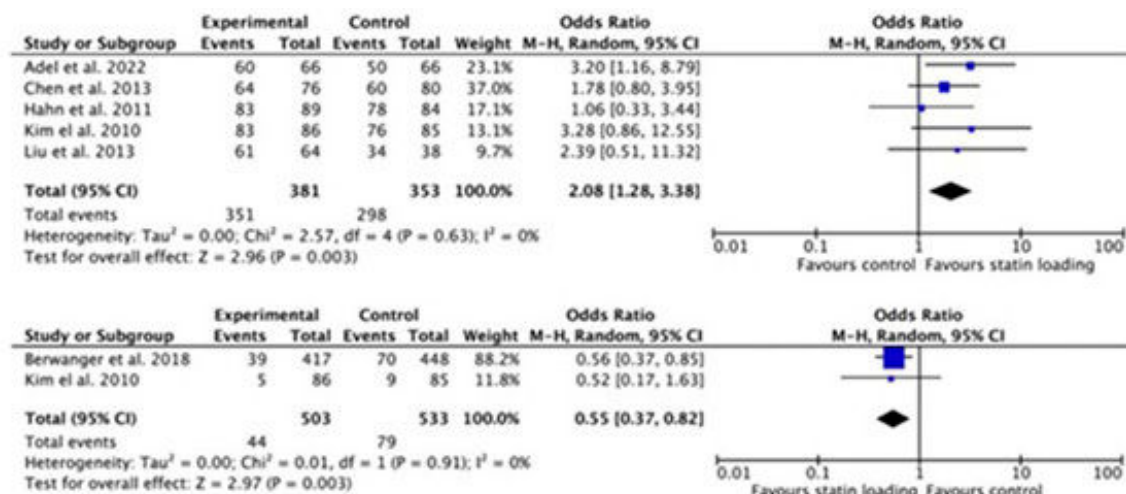 Experimental Control Odds Ratio Odds Ratio
Study or Subgroup Events Total Events Total Weight M-H, Random, 95% CI M-H, Random, 95% CI
Adel et al. 2022 60 66 50 66 23.1% 3.20 [1.16, 8.79]
Chen et al. 2013 64 76 60 80 37.0% 1.78 [0.80, 3.95]
Hahn et al. 2011 83 89 78 84 17.1% 1.06 [0.33, 3.44]
Kim el al. 2010 83 86 76 85 13.1% 3.28 [0.86, 12.55]
Liu et al. 2013 61 64 34 38 9.7% 2.39 [0.51, 11.32]
Total (95% CI) 381 353 100.0% 2.08 [1.28, 3.38]
Total events 351 298
Heterogeneity: Tau² = 0.00; Chi² = 2.57, df = 4 (P = 0.63); I² = 0%
Test for overall effect: Z = 2.96 (P = 0.003)
0.01 0.1 1 10 100
Favours control Favours statin loading
Experimental Control Odds Ratio Odds Ratio
Study or Subgroup Events Total Events Total Weight M-H, Random, 95% CI M-H, Random, 95% CI
Berwanger et al. 2018 39 417 70 448 88.2% 0.56 [0.37, 0.85]
Kim el al. 2010 5 86 9 85 11.8% 0.52 [0.17, 1.63]
Total (95% CI) 503 533 100.0% 0.55 [0.37, 0.82]
Total events 44 79
Heterogeneity: Tau² = 0.00; Chi² = 0.01, df = 1 (P = 0.91); I² = 0%
Test for overall effect: Z = 2.97 (P = 0.003)
0.01 0.1 1 10 100
Favours statin loading Favours control